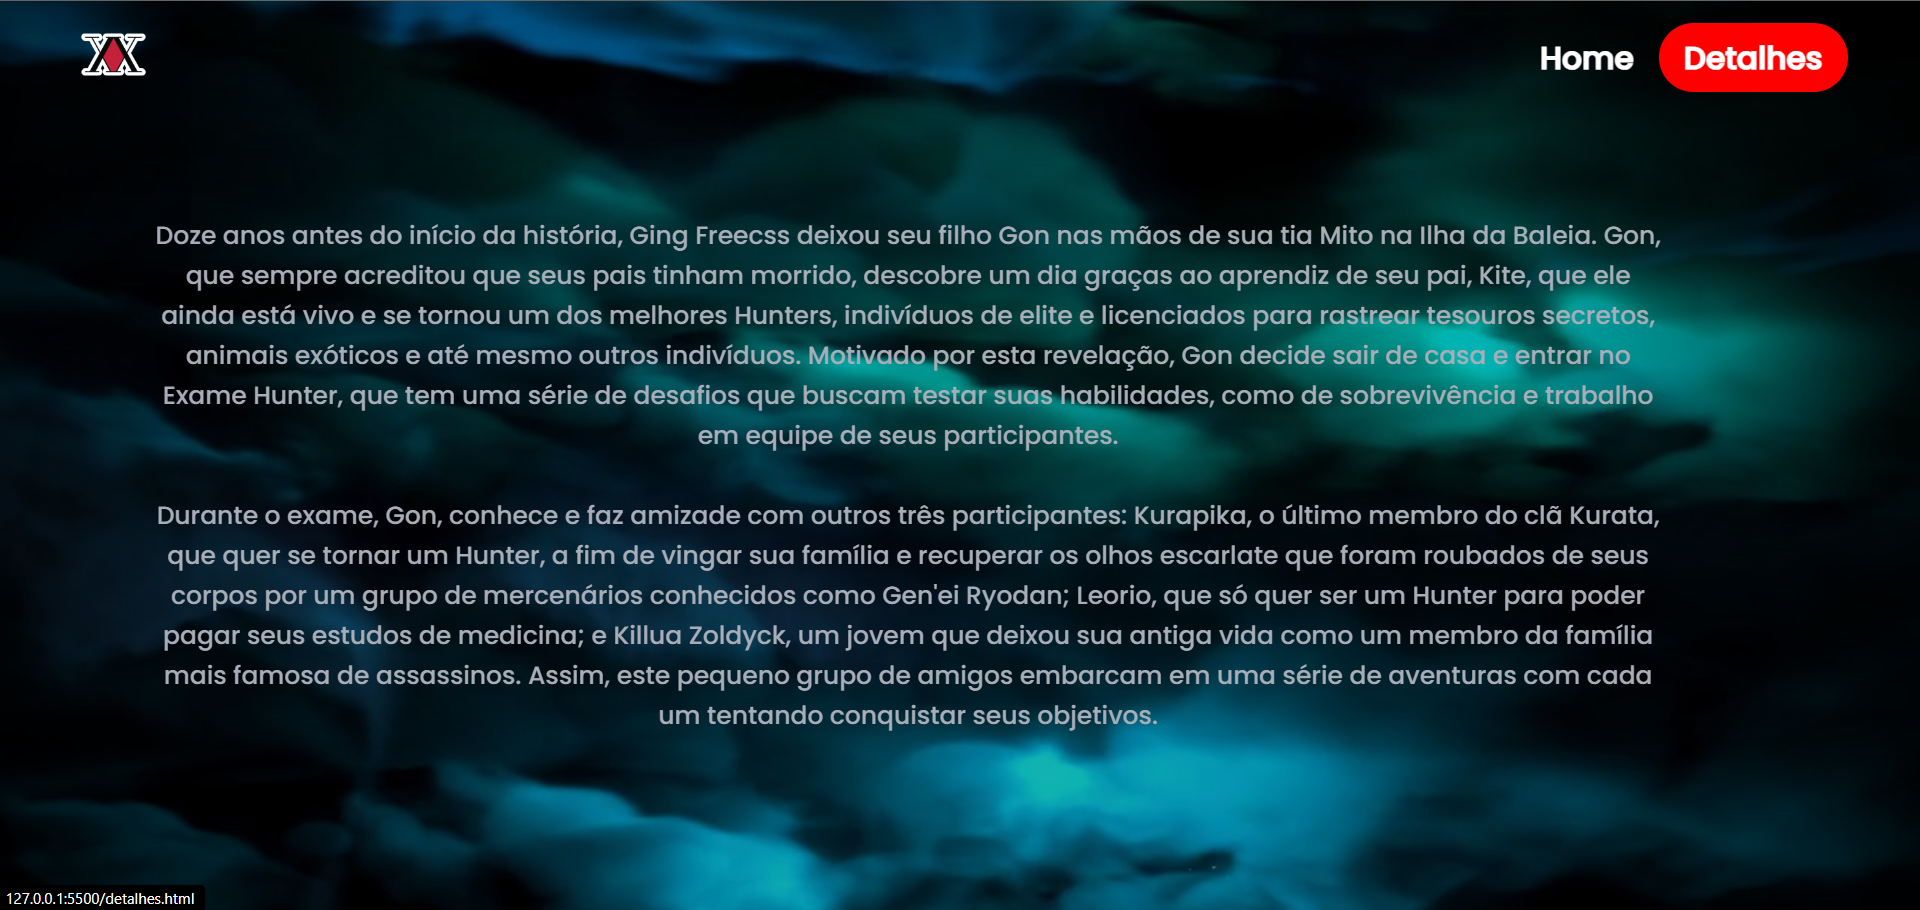 Home
Detalhes
Doze anos antes do início da história, Ging Freecss deixou seu filho Gon nas mãos de sua tia Mito na Ilha da Baleia. Gon,
que sempre acreditou que seus pais tinham morrido, descobre um dia graças ao aprendiz de seu pai, Kite, que ele
ainda está vivo e se tornou um dos melhores Hunters, indivíduos de elite e licenciados para rastrear tesouros secretos,
animais exóticos e até mesmo outros indivíduos. Motivado por esta revelação, Gon decide sair de casa e entrar no
Exame Hunter, que tem uma série de desafios que buscam testar suas habilidades, como de sobrevivência e trabalho
em equipe de seus participantes.
Durante o exame, Gon, conhece e faz amizade com outros três participantes: Kurapika, o último membro do clã Kurata,
que quer se tornar um Hunter, a fim de vingar sua família e recuperar os olhos escarlate que foram roubados de seus
corpos por um grupo de mercenários conhecidos como Gen'ei Ryodan; Leorio, que só quer ser um Hunter para poder
pagar seus estudos de medicina; e Killua Zoldyck, um jovem que deixou sua antiga vida como um membro da família
mais famosa de assassinos. Assim, este pequeno grupo de amigos embarcam em uma série de aventuras com cada
um tentando conquistar seus objetivos.
127.0.0.1:5500/detalhes.html